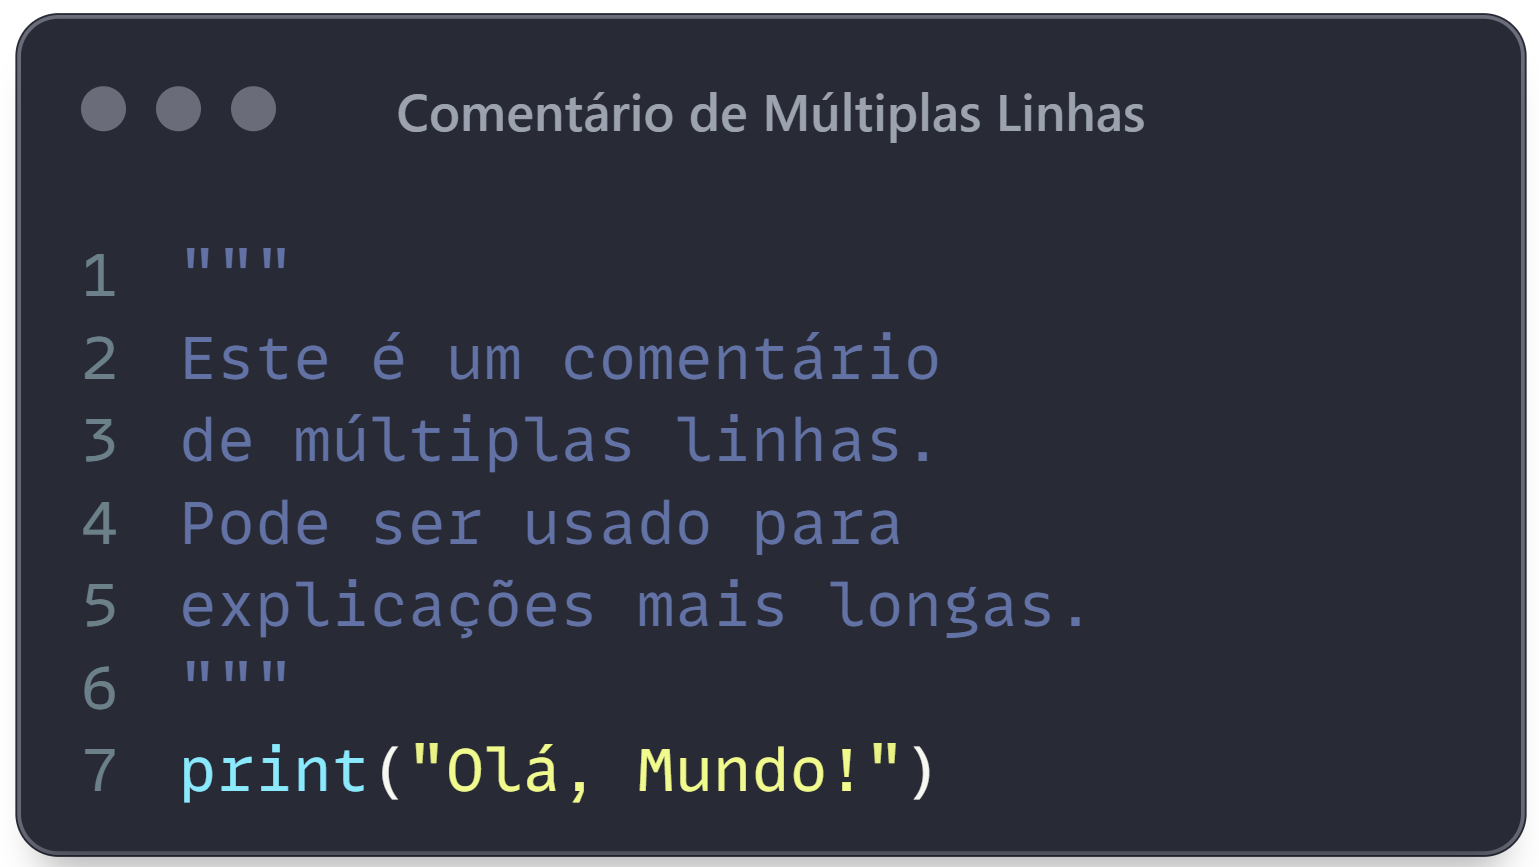 Comentário de Múltiplas Linhas
1 """
2 Este é um comentário
3 de múltiplas linhas.
4 Pode ser usado para
5 explicações mais longas.
6 """
7 print("Olá, Mundo!")